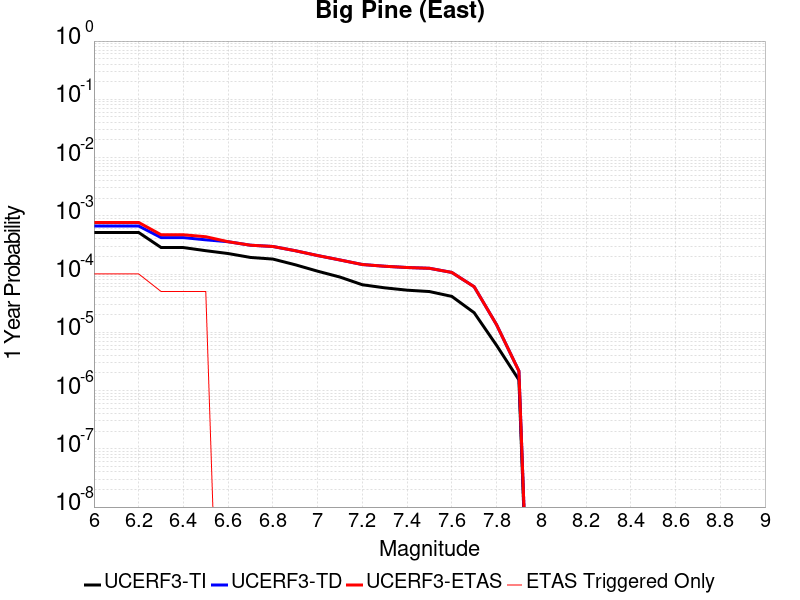 Big Pine (East)
10^0
10^-1
10^-2
10^-3
10^-4
10^-5
10^-6
10^-7
10^-8
1 Year Probability
6 6.2 6.4 6.6 6.8 7 7.2 7.4 7.6 7.8 8 8.2 8.4 8.6 8.8 9
Magnitude
UCERF3-TI UCERF3-TD UCERF3-ETAS ETAS Triggered Only